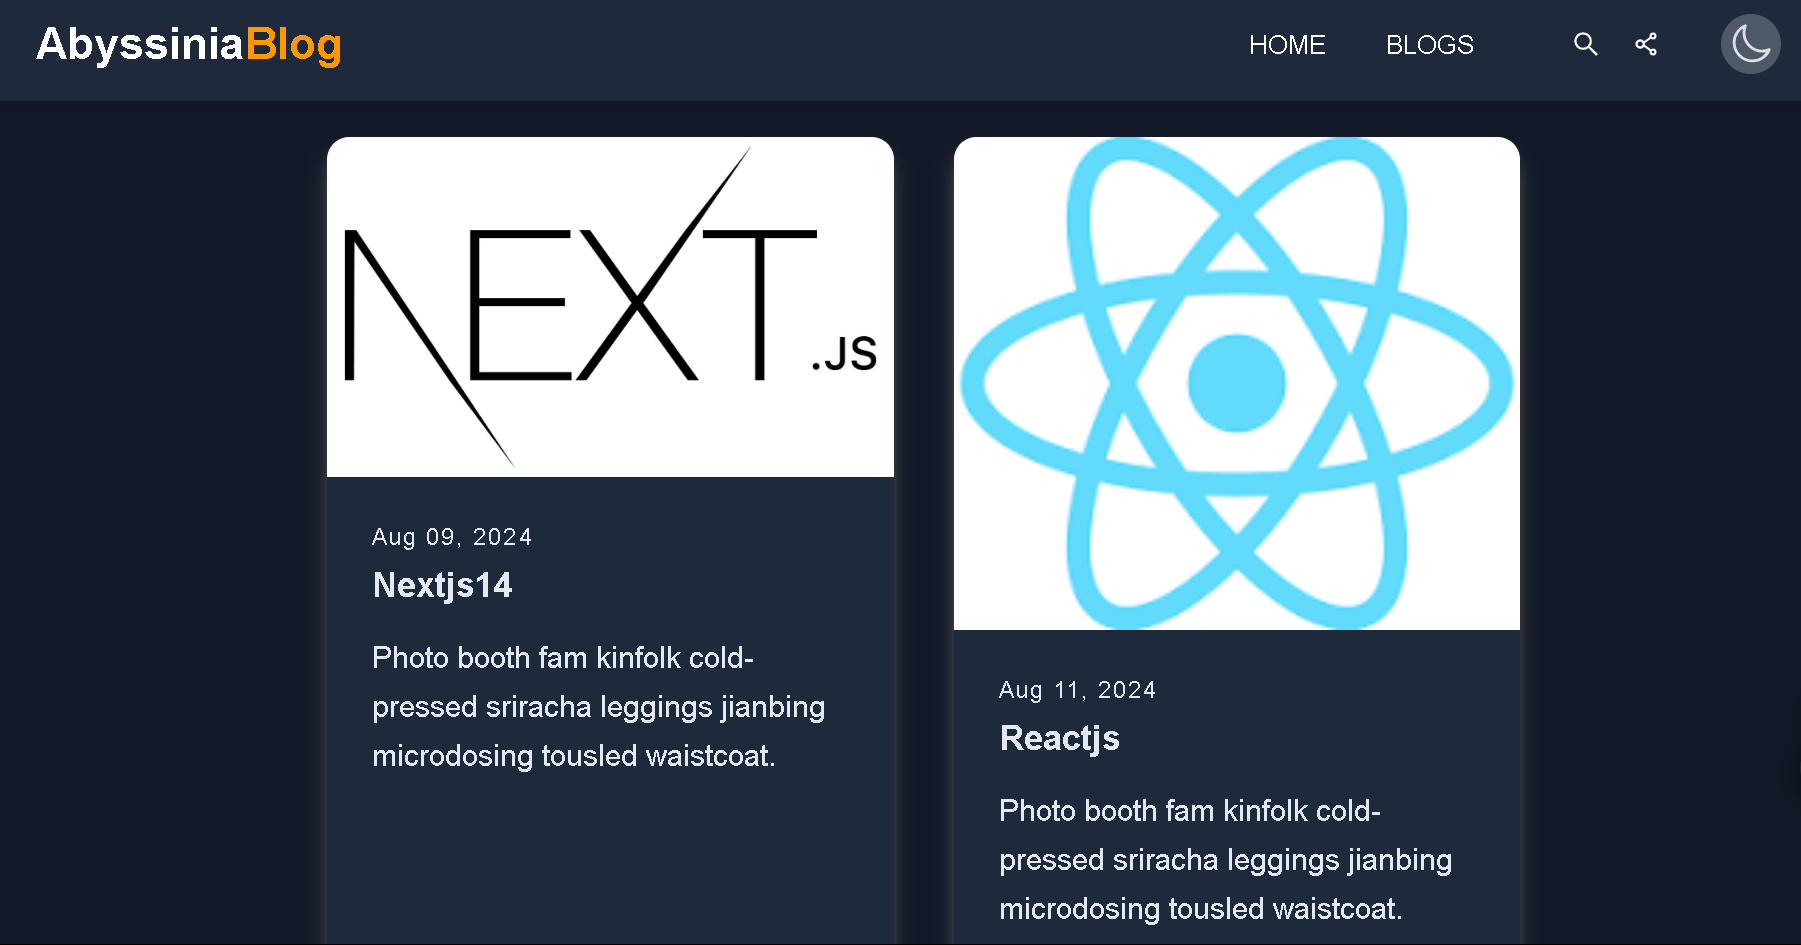 AbyssiniaBlog
HOME
BLOGS
NEXT.JS
Aug 09, 2024
Nextjs14
Photo booth fam kinfolk cold-
pressed sriracha leggings jianbing
microdosing tousled waistcoat.
Aug 11, 2024
Reactjs
Photo booth fam kinfolk cold-
pressed sriracha leggings jianbing
microdosing tousled waistcoat.